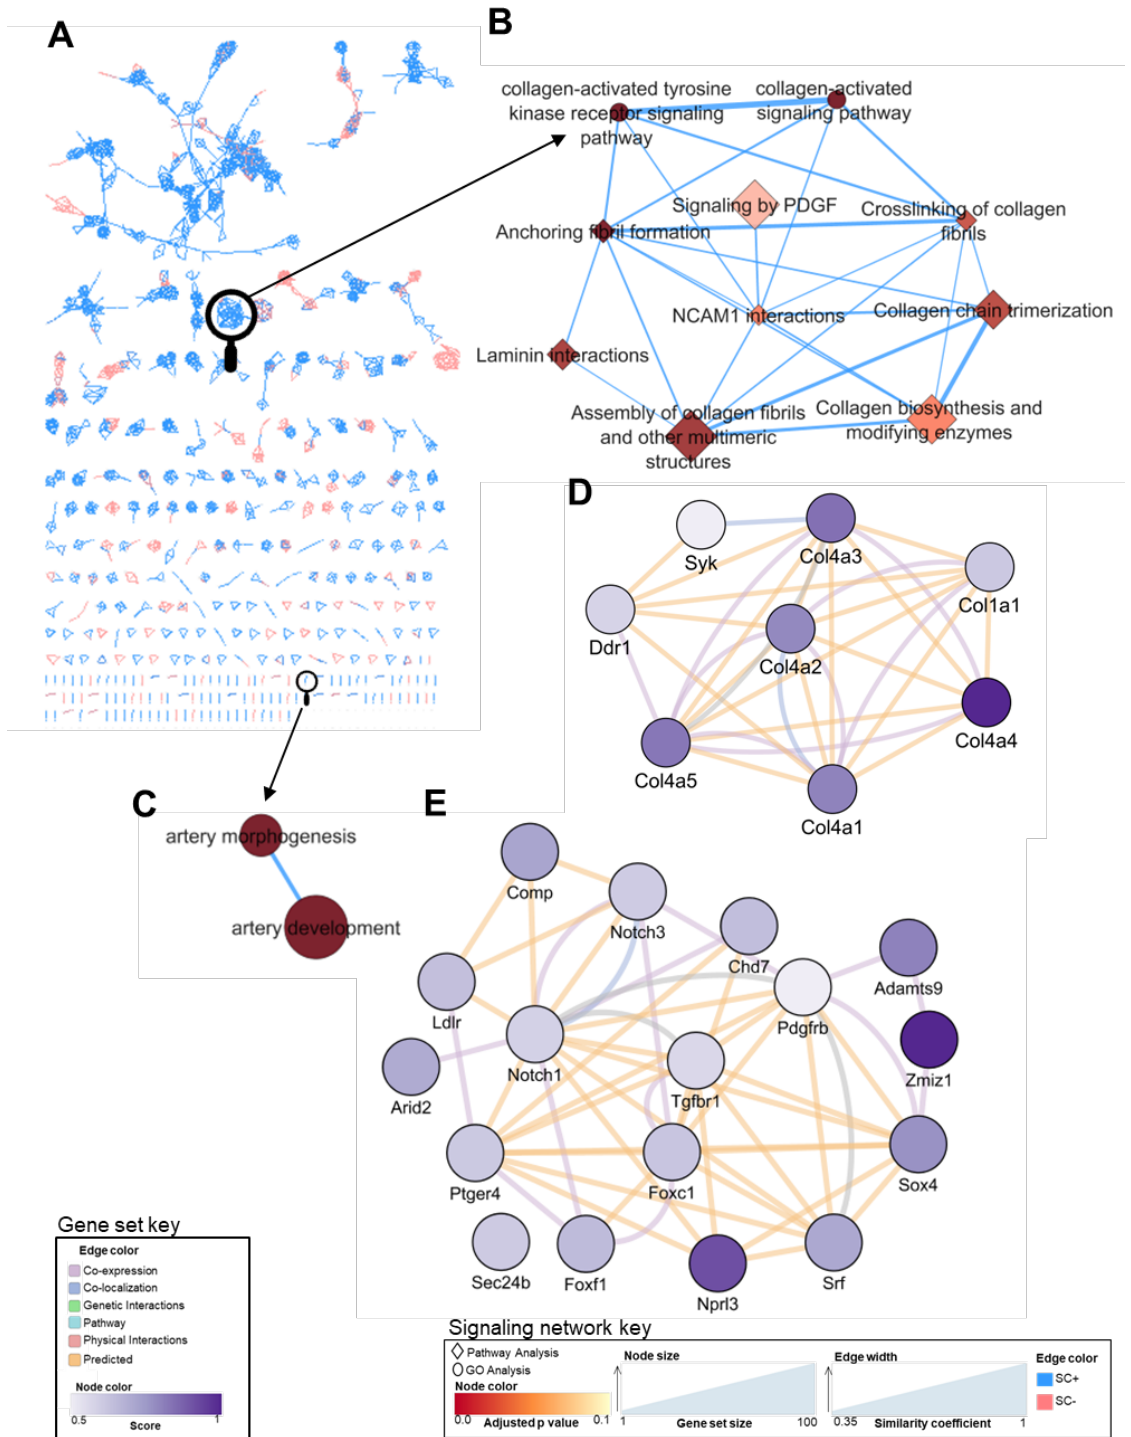 A
B
collagen-activated tyrosine
kinase receptor signaling
pathway
collagen-activated
signaling pathway
Signaling by PDGF
Crosslinking of collagen
fibrils
Anchoring fibril formation
NCAM1 interactions
Collagen chain trimerization
Laminin interactions
Assembly of collagen fibrils
and other multimeric
structures
Collagen biosynthesis and
modifying enzymes
D
Syk
Col4a3
Col1a1
Ddr1
Col4a2
Col4a4
Col4a5
Col4a1
C
artery morphogenesis
artery development
E
Comp
Notch3
Chd7
Adamts9
Ldlr
Pdgfrb
Notch1
Zmiz1
Tgfbr1
Arid2
Ptger4
Foxc1
Sox4
Sec24b
Foxf1
Nprl3
Srf
Gene set key
Edge color
Co-expression
Co-localization
Genetic Interactions
Pathway
Physical Interactions
Predicted
Node color
0.5
Score
1
Signaling network key
Pathway Analysis
GO Analysis
Node color
0.0
Adjusted p value
0.1
Node size
1
Gene set size
100
Edge width
0.35
Similarity coefficient
1
Edge color
SC+
SC-